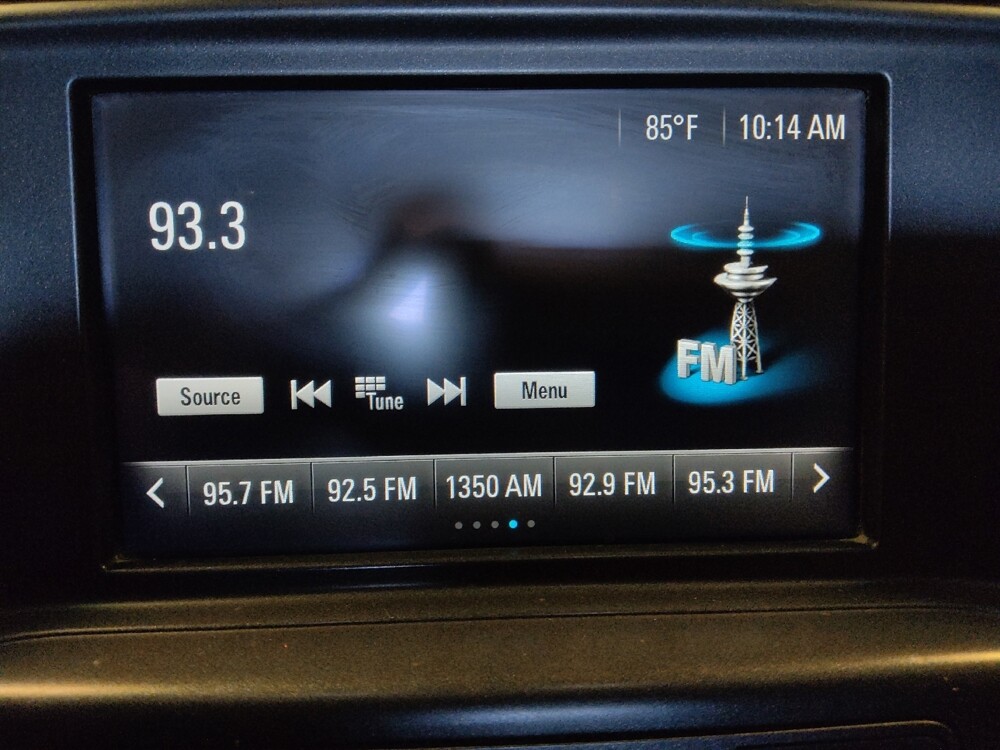 85°F 10:14 AM
93.3
FM
Source Tune Menu
95.7 FM 92.5 FM 1350 AM 92.9 FM 95.3 FM